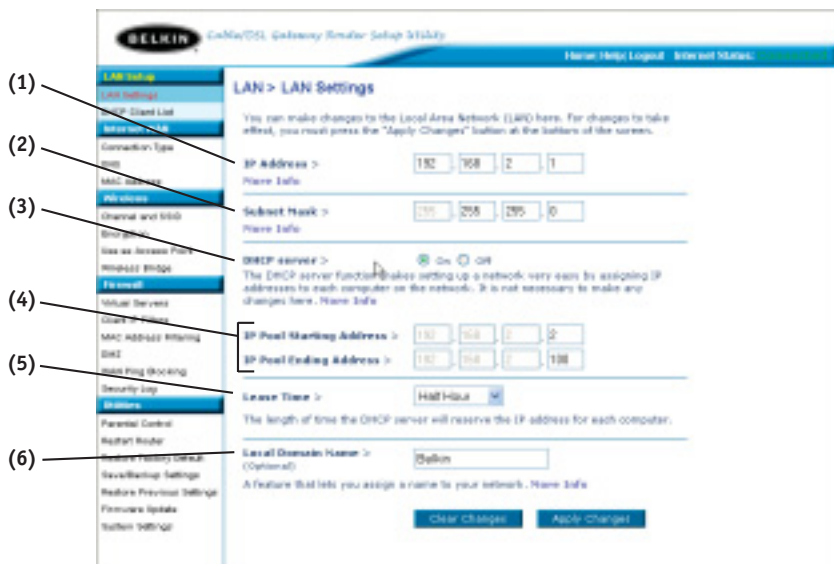 BELKIN Cable/DSL Gateway Router Setup Utility
Home|Help|Logout Internet Status:
LAN Setup
LAN Settings
DHCP Client List
Internet WAN
Connection Type
DNS
MAC Address
Wireless
Channel and SSID
Encryption
Use as Access Point
Wireless Bridge
Firewall
Virtual Servers
Client IP Filters
MAC Address Filtering
DMZ
WAN Ping Blocking
Security Log
Utilities
Parental Control
Restart Router
Restore Factory Default
Save/Backup Settings
Restore Previous Settings
Firmware Update
System Settings
LAN > LAN Settings
You can make changes to the Local Area Network (LAN) here. For changes to take
effect, you must press the "Apply Changes" button at the bottom of the screen.
(1)
IP Address > 192 . 168 . 2 . 1
More Info
(2)
Subnet Mask > 255 . 255 . 255 . 0
More Info
(3)
DHCP server > On Off
The DHCP server function makes setting up a network very easy by assigning IP
addresses to each computer on the network. It is not necessary to make any
changes here. More Info
(4)
IP Pool Starting Address > 192 . 168 . 2 . 2
IP Pool Ending Address > 192 . 168 . 2 . 100
(5)
Lease Time > Half Hour
The length of time the DHCP server will reserve the IP address for each computer.
(6)
Local Domain Name > Belkin
(Optional)
A feature that lets you assign a name to your network. More Info
Clear Changes Apply Changes